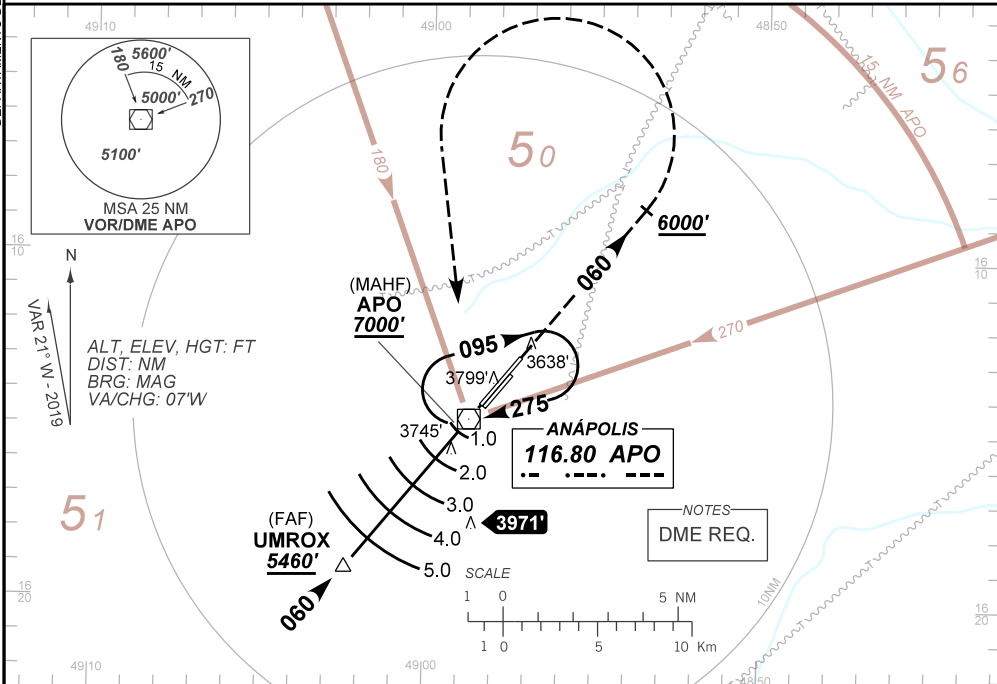 49'10
49'00
48'50
5600'
180
15 NM
5000'
270
5100'
MSA 25 NM
VOR/DME APO
5 0
5 6
15 NM APO
180
6000'
16
10
16
10
N
VAR 21° W - 2019
(MAHF)
APO
7000'
060
270
ALT, ELEV, HGT: FT
DIST: NM
BRG: MAG
VA/CHG: 07'W
095
3638'
3799'
275
3745'
1.0
ANÁPOLIS
116.80 APO
2.0
3.0
5 1
3971'
(FAF)
UMROX
5460'
4.0
NOTES
DME REQ.
5.0
SCALE
1 0 5 NM
1 0 5 10 Km
060
10NM
16
20
16
20
49'10
49'00
48'50